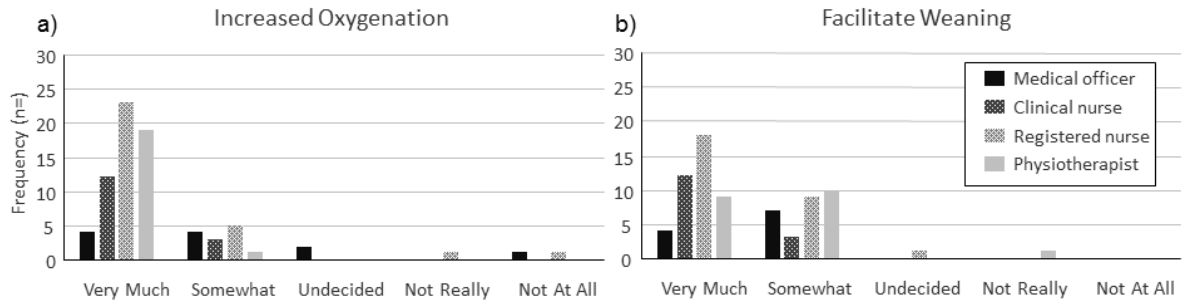 a) Increased Oxygenation
Frequency (n=)
30
25
20
15
10
5
0
Very Much Somewhat Undecided Not Really Not At All
b) Facilitate Weaning
30
25
20
15
10
5
0
Medical officer
Clinical nurse
Registered nurse
Physiotherapist
Very Much Somewhat Undecided Not Really Not At All